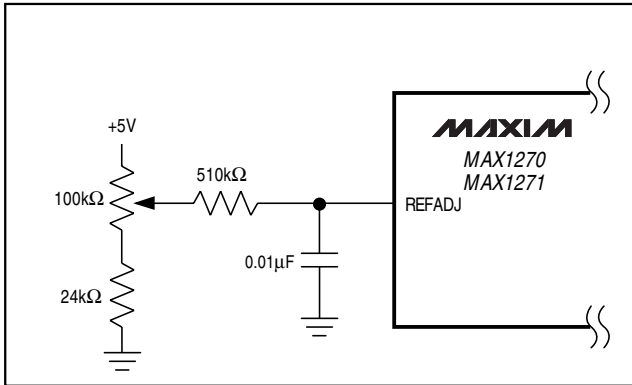 +5V
100kΩ
510kΩ
24kΩ
0.01µF
MAXIM
MAX1270
MAX1271
REFADJ